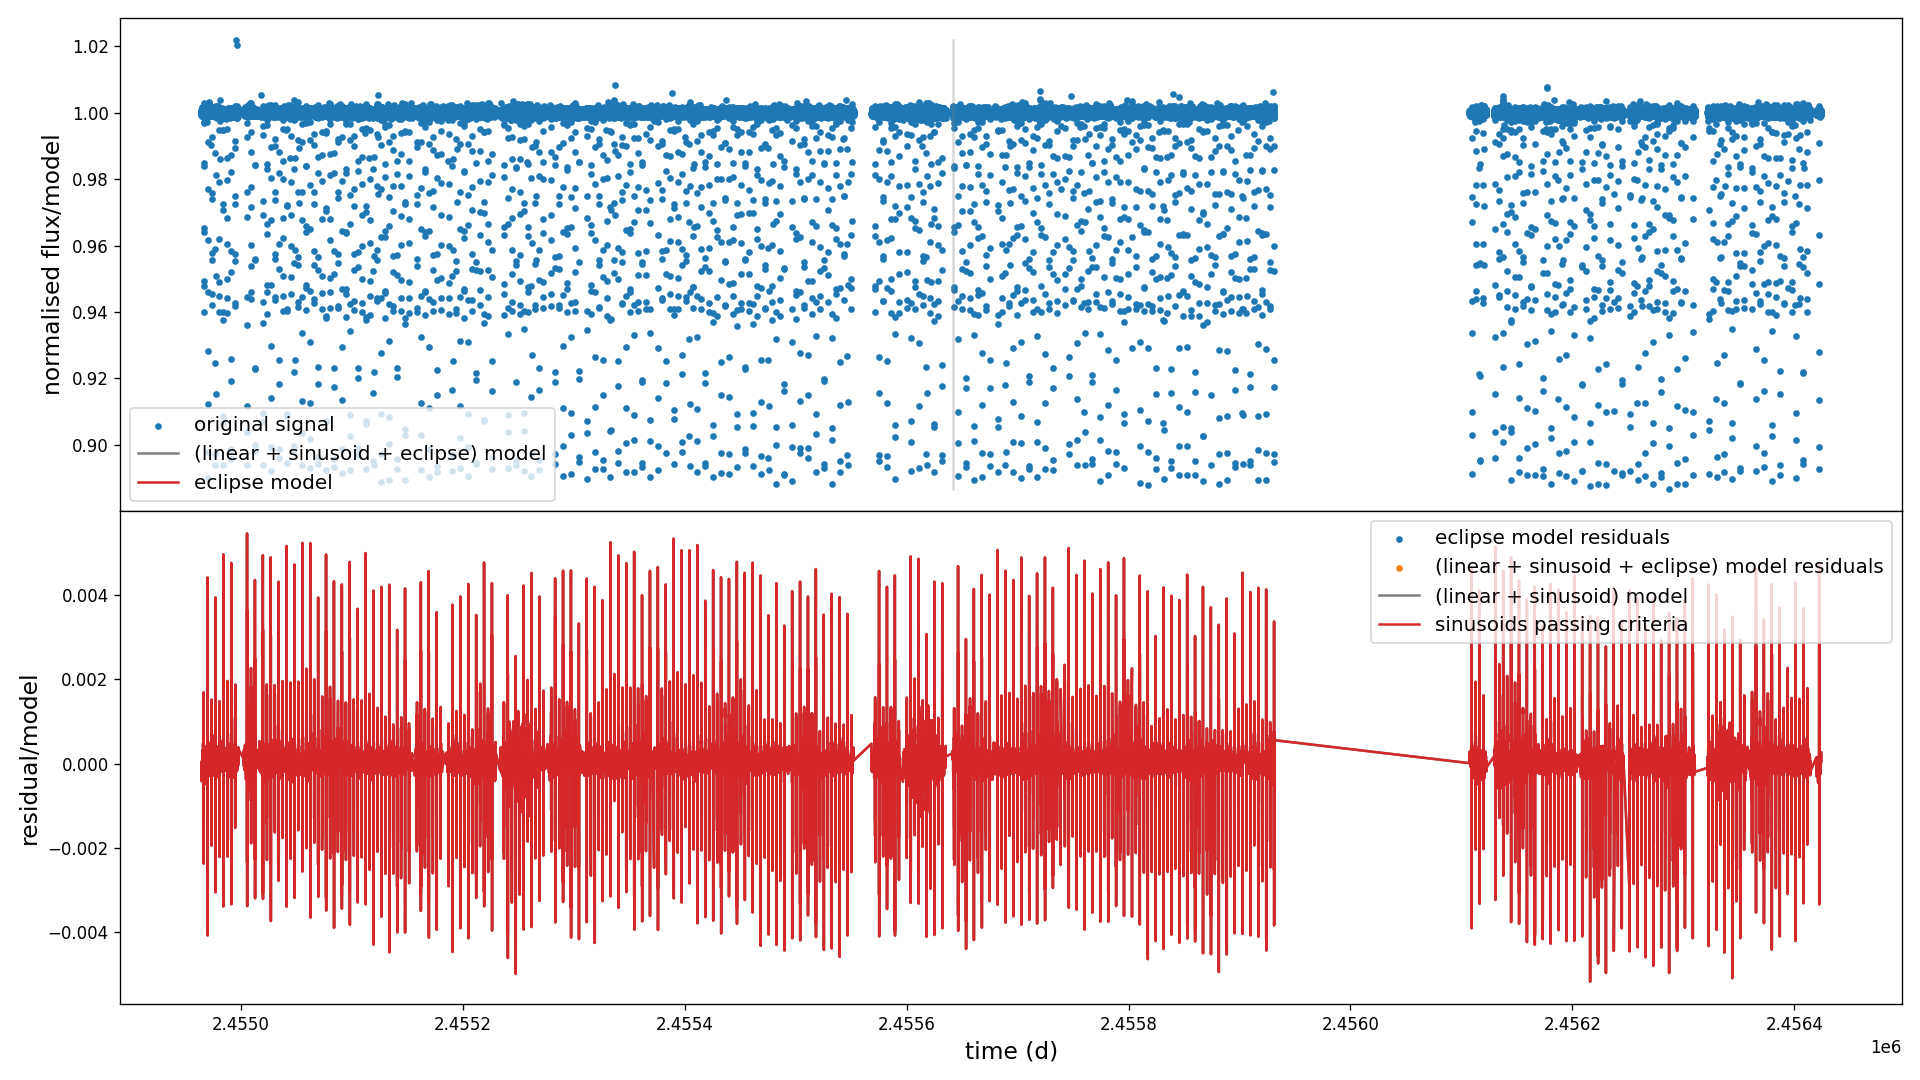 normalised flux/model
1.02
1.00
0.98
0.96
0.94
0.92
0.90
original signal
(linear + sinusoid + eclipse) model
eclipse model
residual/model
0.004
0.002
0.000
−0.002
−0.004
eclipse model residuals
(linear + sinusoid + eclipse) model residuals
(linear + sinusoid) model
sinusoids passing criteria
2.4550 2.4552 2.4554 2.4556 2.4558 2.4560 2.4562 2.4564
1e6
time (d)